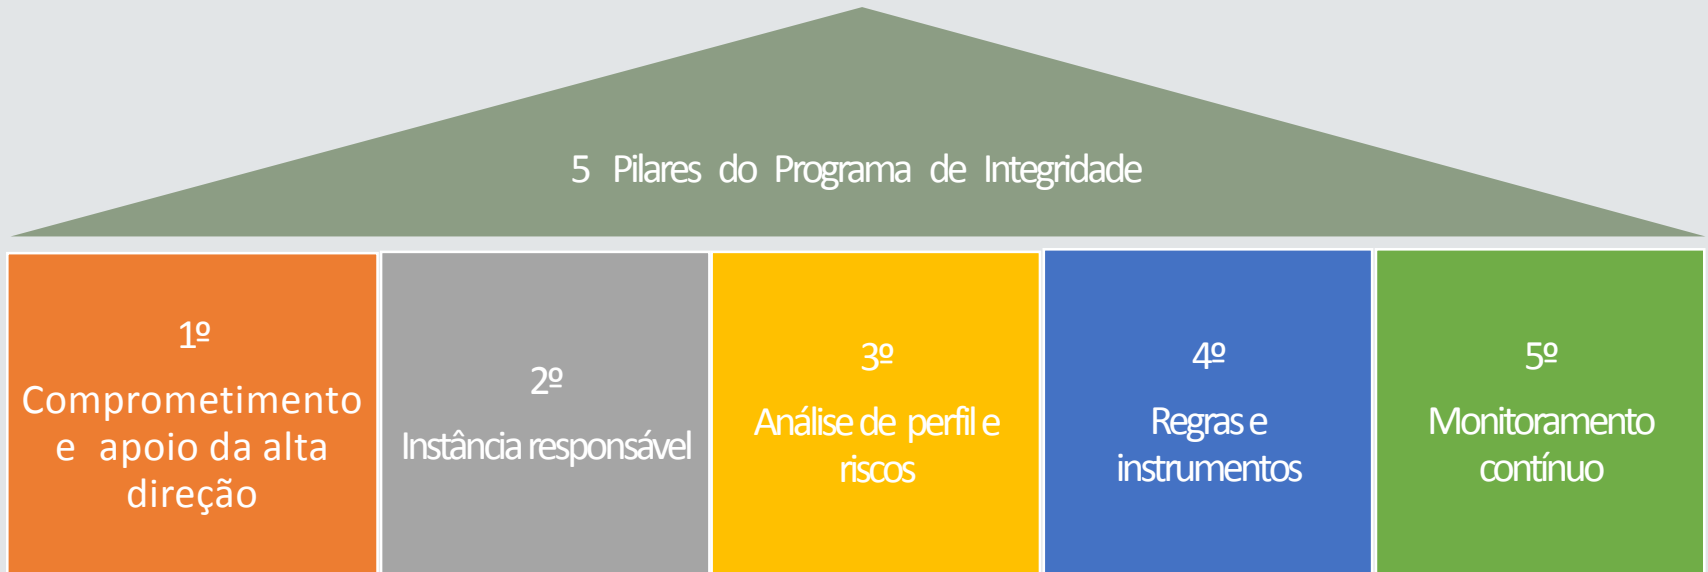 5 Pilares do Programa de Integridade
1º
Comprometimento
e apoio da alta
direção
2º
Instância responsável
3º
Análise de perfil e
riscos
4º
Regras e
instrumentos
5º
Monitoramento
contínuo